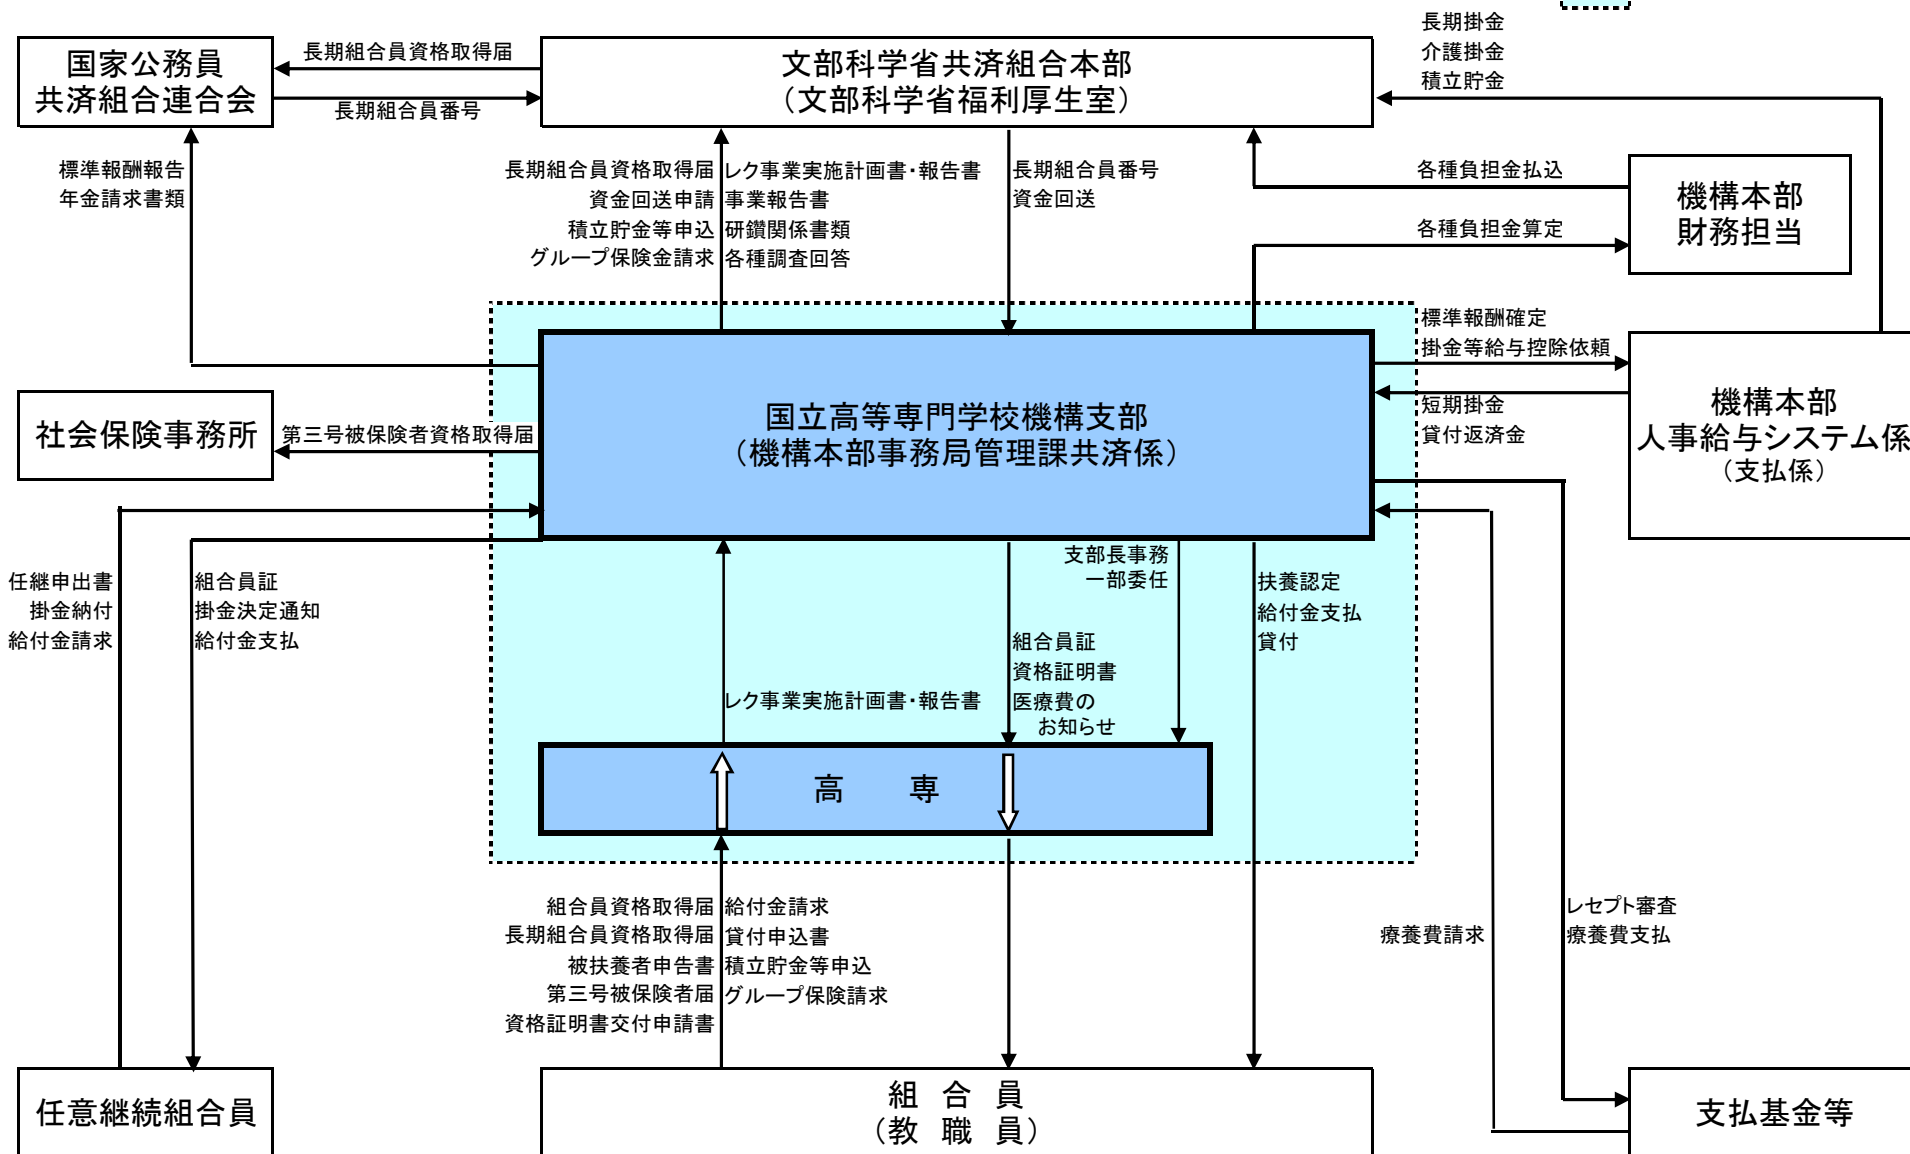 長期掛金
介護掛金
積立貯金
国家公務員
共済組合連合会
長期組合員資格取得届
長期組合員番号
文部科学省共済組合本部
（文部科学省福利厚生室）
標準報酬報告
年金請求書類
長期組合員資格取得届
資金回送申請
積立貯金等申込
グループ保険金請求
レク事業実施計画書・報告書
事業報告書
研鑽関係書類
各種調査回答
長期組合員番号
資金回送
各種負担金払込
各種負担金算定
機構本部
財務担当
標準報酬確定
掛金等給与控除依頼
短期掛金
貸付返済金
機構本部
人事給与システム係
（支払係）
社会保険事務所
第三号被保険者資格取得届
国立高等専門学校機構支部
（機構本部事務局管理課共済係）
任継申出書
掛金納付
給付金請求
組合員証
掛金決定通知
給付金支払
支部長事務
一部委任
扶養認定
給付金支払
貸付
レク事業実施計画書・報告書
組合員証
資格証明書
医療費の
お知らせ
高　専
組合員資格取得届
長期組合員資格取得届
被扶養者申告書
第三号被保険者届
資格証明書交付申請書
給付金請求
貸付申込書
積立貯金等申込
グループ保険請求
療養費請求
レセプト審査
療養費支払
任意継続組合員
組　合　員
（教　職　員）
支払基金等